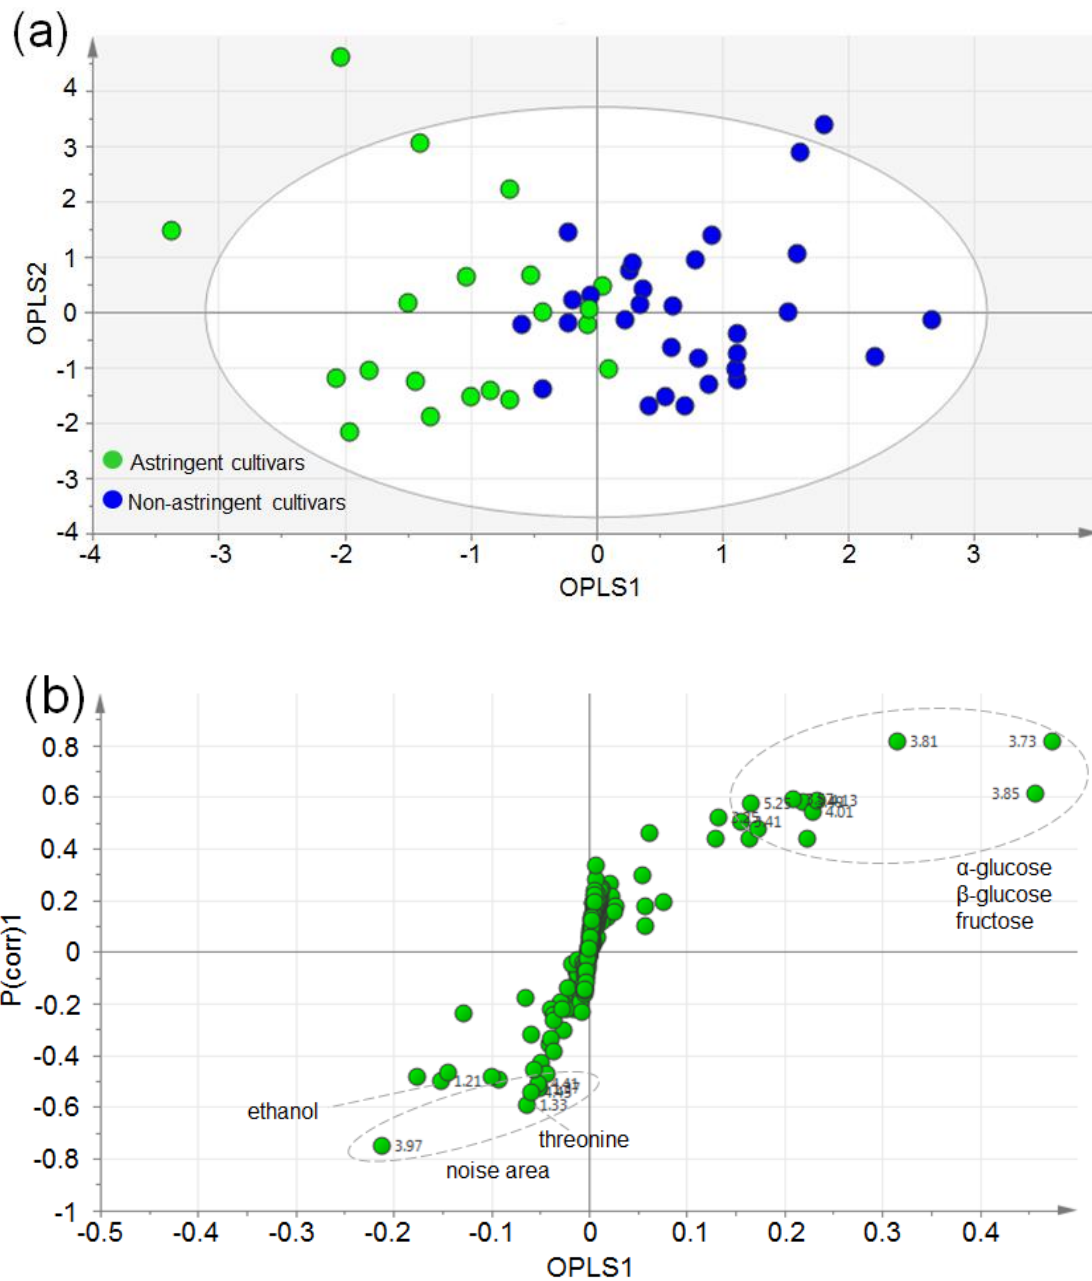 (a)
4
3
2
1
0
-1
-2
-3
-4
OPLS2
Astringent cultivars
Non-astringent cultivars
-4 -3 -2 -1 0 1 2 3
OPLS1
(b)
0.8
0.6
0.4
0.2
0
-0.2
-0.4
-0.6
-0.8
-1
P(corr)1
3.81 3.73
3.85
5.25
4.01
α-glucose
β-glucose
fructose
1.21
1.33
ethanol
3.97
threonine
noise area
-0.5 -0.4 -0.3 -0.2 -0.1 0 0.1 0.2 0.3 0.4
OPLS1